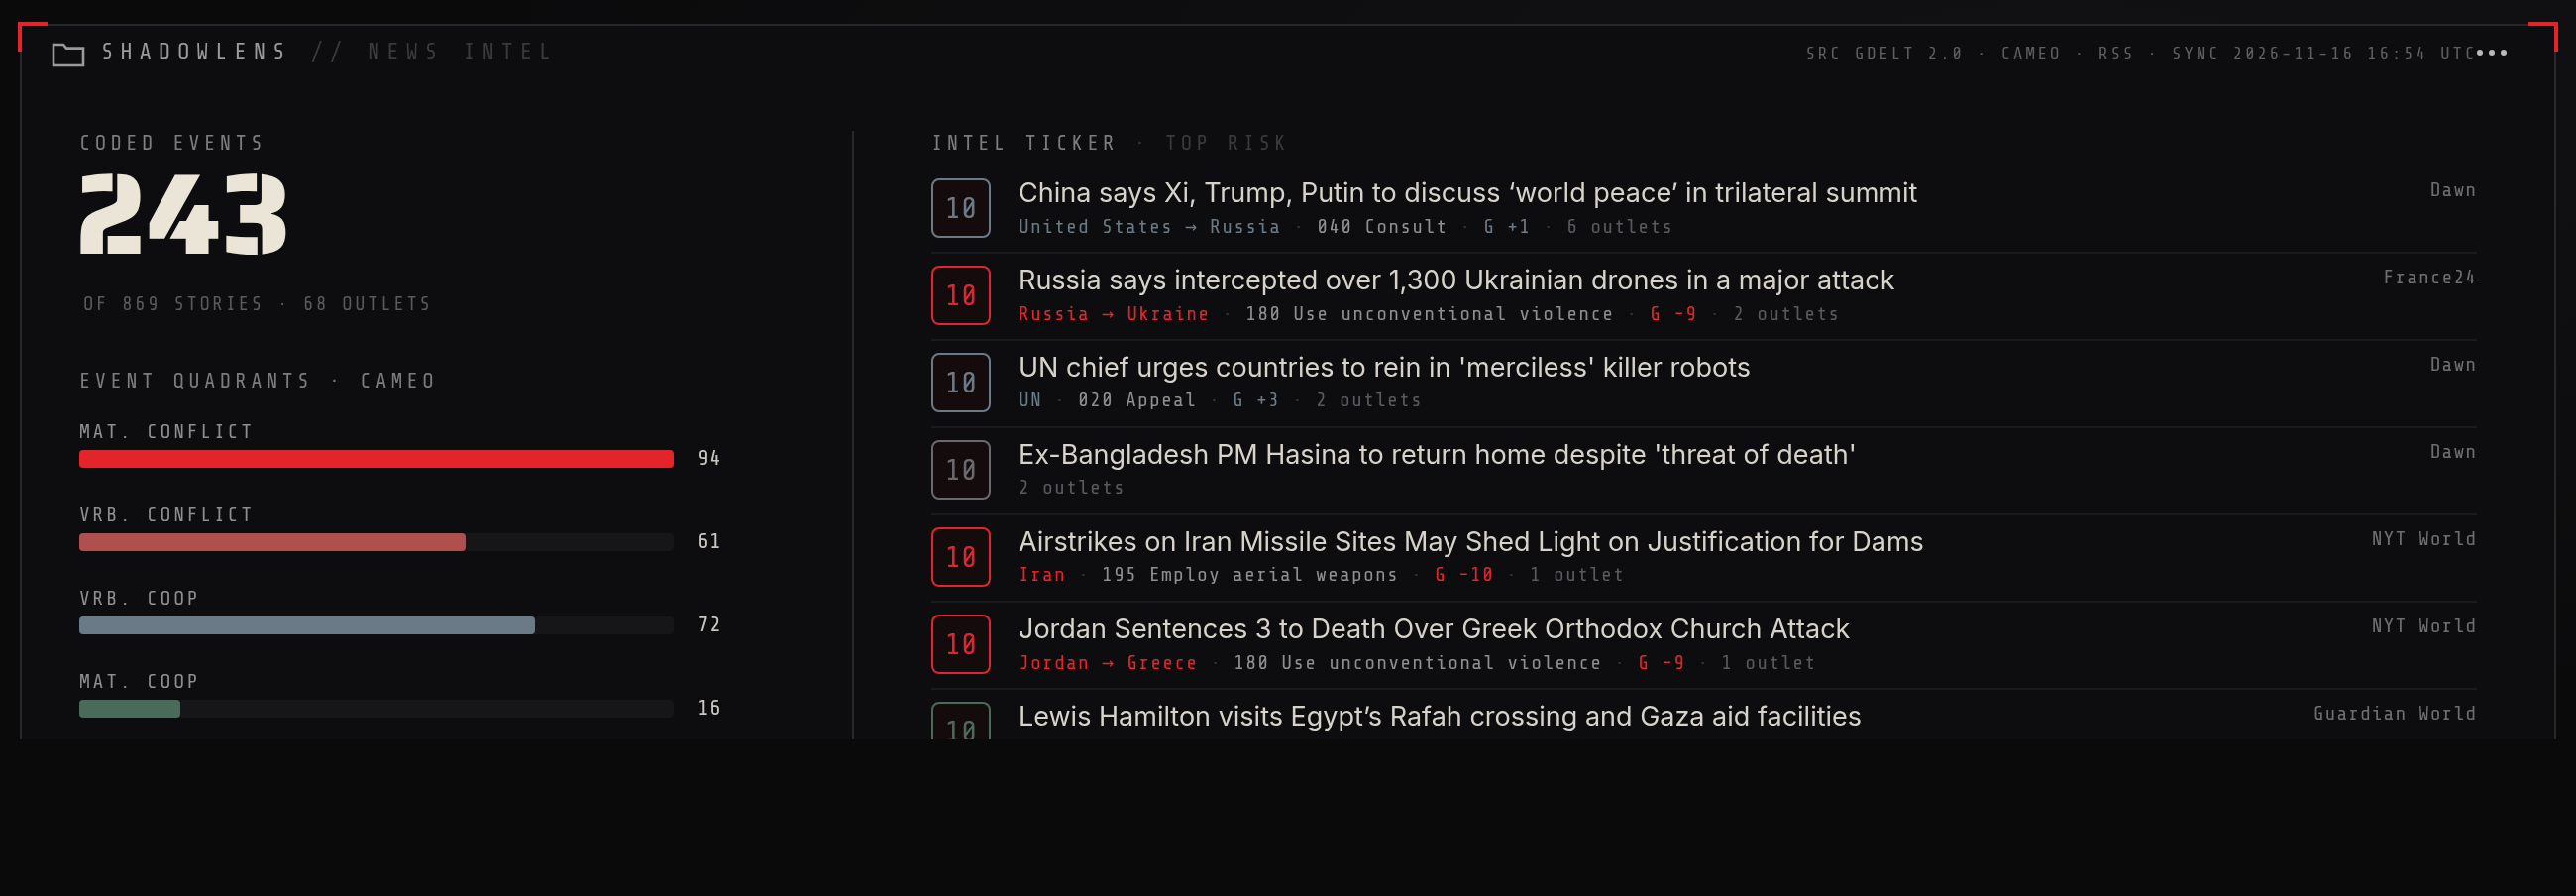 SHADOWLENS // NEWS INTEL
SRC GDELT 2.0 · CAMEO · RSS · SYNC 2026-11-16 16:54 UTC
CODED EVENTS
243
OF 869 STORIES · 68 OUTLETS
EVENT QUADRANTS · CAMEO
MAT. CONFLICT
94
VRB. CONFLICT
61
VRB. COOP
72
MAT. COOP
16
INTEL TICKER · TOP RISK
10
China says Xi, Trump, Putin to discuss ‘world peace’ in trilateral summit
Dawn
United States → Russia · 040 Consult · G +1 · 6 outlets
10
Russia says intercepted over 1,300 Ukrainian drones in a major attack
France24
Russia → Ukraine · 180 Use unconventional violence · G -9 · 2 outlets
10
UN chief urges countries to rein in 'merciless' killer robots
Dawn
UN · 020 Appeal · G +3 · 2 outlets
10
Ex-Bangladesh PM Hasina to return home despite 'threat of death'
Dawn
2 outlets
10
Airstrikes on Iran Missile Sites May Shed Light on Justification for Dams
NYT World
Iran · 195 Employ aerial weapons · G -10 · 1 outlet
10
Jordan Sentences 3 to Death Over Greek Orthodox Church Attack
NYT World
Jordan → Greece · 180 Use unconventional violence · G -9 · 1 outlet
10
Lewis Hamilton visits Egypt’s Rafah crossing and Gaza aid facilities
Guardian World